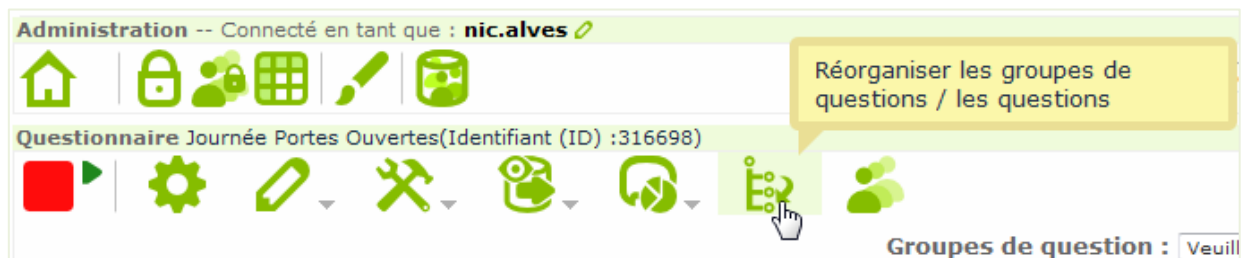 Administration -- Connecté en tant que : nic.alves
Réorganiser les groupes de
questions / les questions
Questionnaire Journée Portes Ouvertes(Identifiant (ID) :316698)
Groupes de question : Veuill